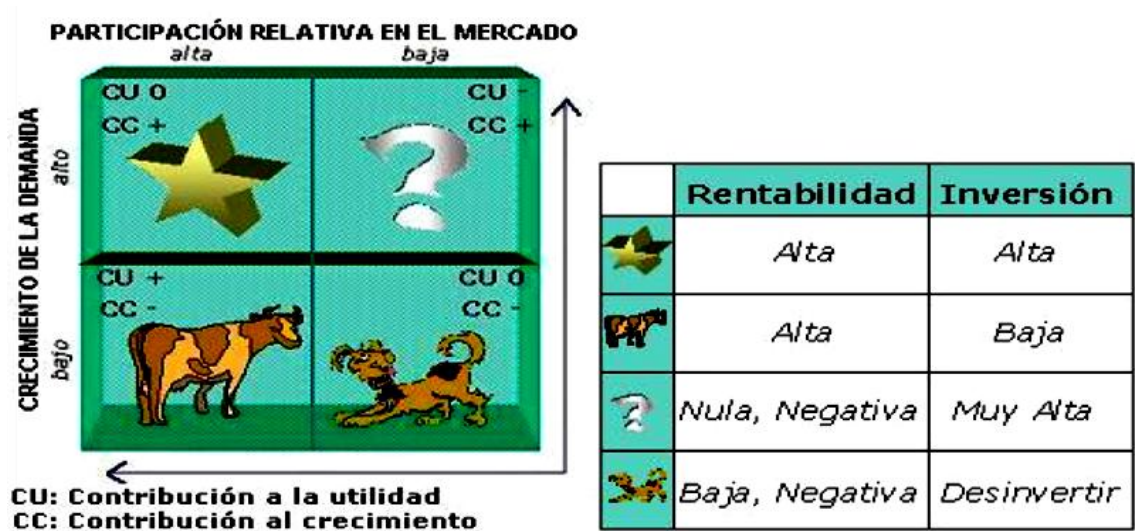 PARTICIPACIÓN RELATIVA EN EL MERCADO
alta baja
CRECIMIENTO DE LA DEMANDA
alto
bajo
CU 0
CC +
CU -
CC +
CU +
CC -
CU 0
CC -
CU: Contribución a la utilidad
CC: Contribución al crecimiento
Rentabilidad Inversión
Alta Alta
Alta Baja
Nula, Negativa Muy Alta
Baja, Negativa Desinvertir